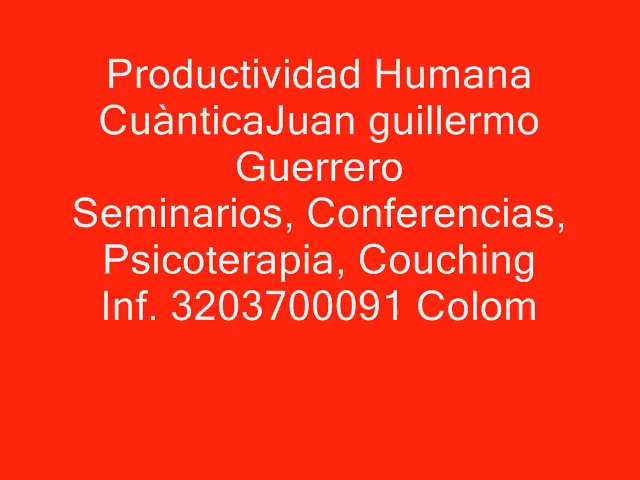 Productividad Humana
CuànticaJuan guillermo
Guerrero
Seminarios, Conferencias,
Psicoterapia, Couching
Inf. 3203700091 Colom